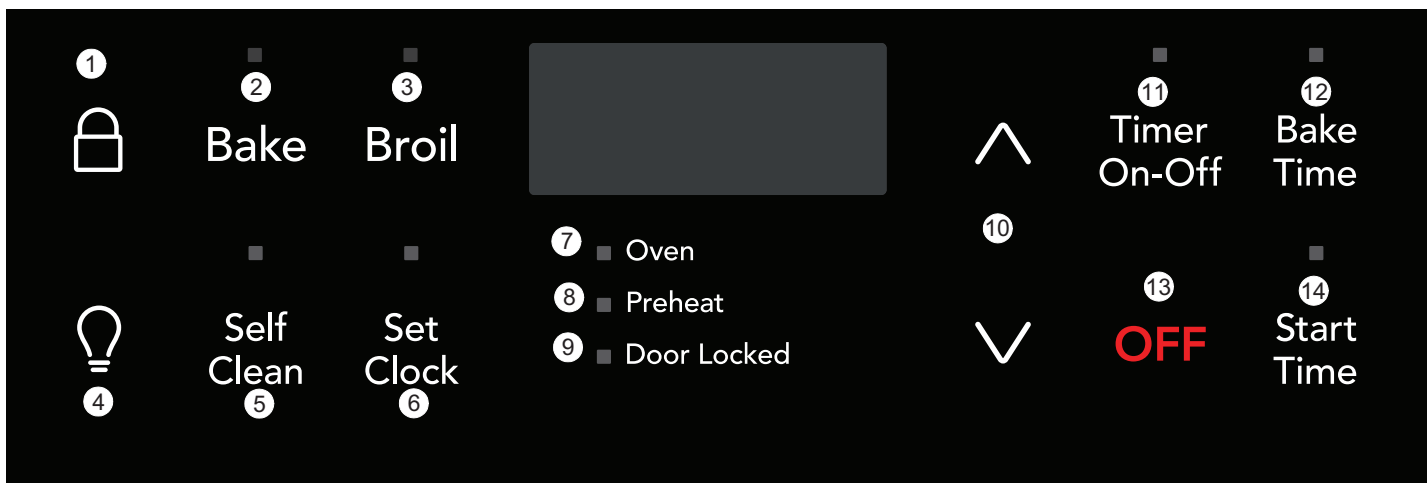 1
2
3
Bake
Broil
4
5
Self
Clean
6
Set
Clock
7
Oven
8
Preheat
9
Door Locked
10
11
Timer
On-Off
12
Bake
Time
13
OFF
14
Start
Time